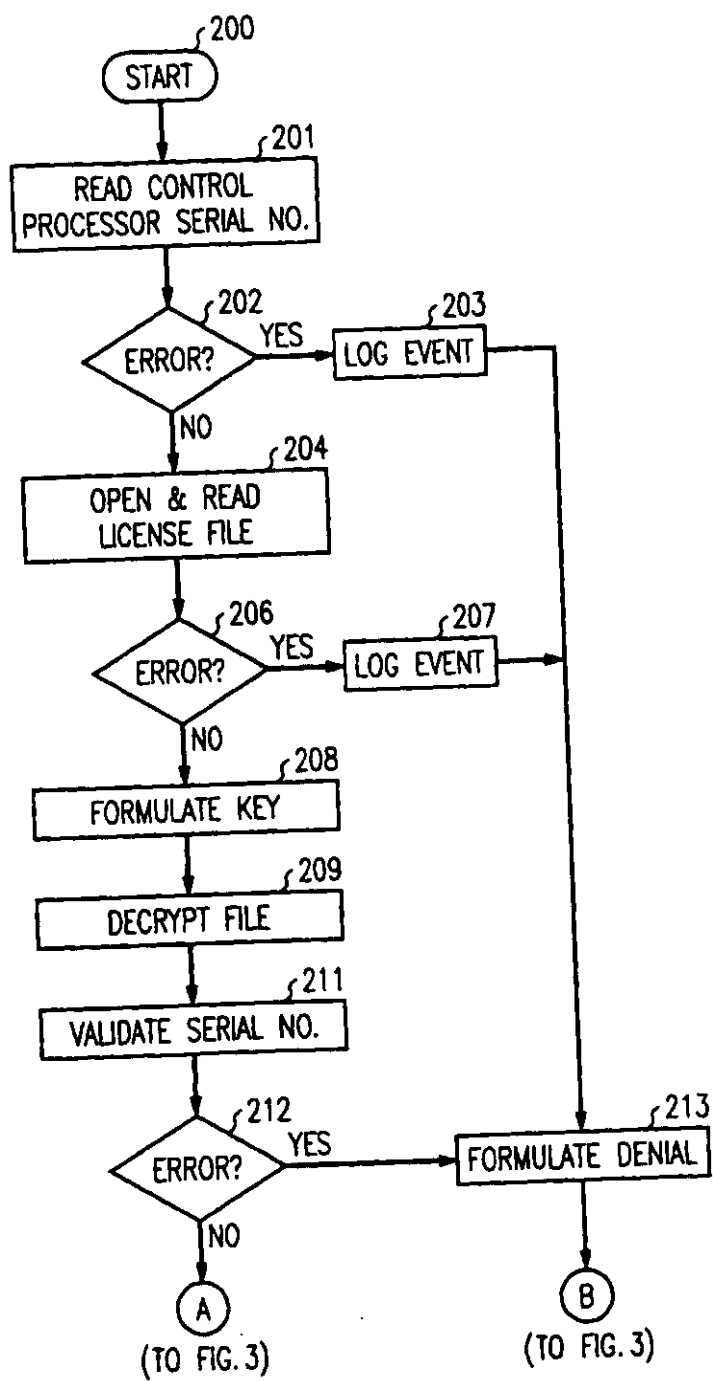 200
START
201
READ CONTROL
PROCESSOR SERIAL NO.
202
ERROR?
YES
203
LOG EVENT
NO
204
OPEN & READ
LICENSE FILE
206
ERROR?
YES
207
LOG EVENT
NO
208
FORMULATE KEY
209
DECRYPT FILE
211
VALIDATE SERIAL NO.
212
ERROR?
YES
213
FORMULATE DENIAL
NO
A
(TO FIG. 3)
B
(TO FIG. 3)